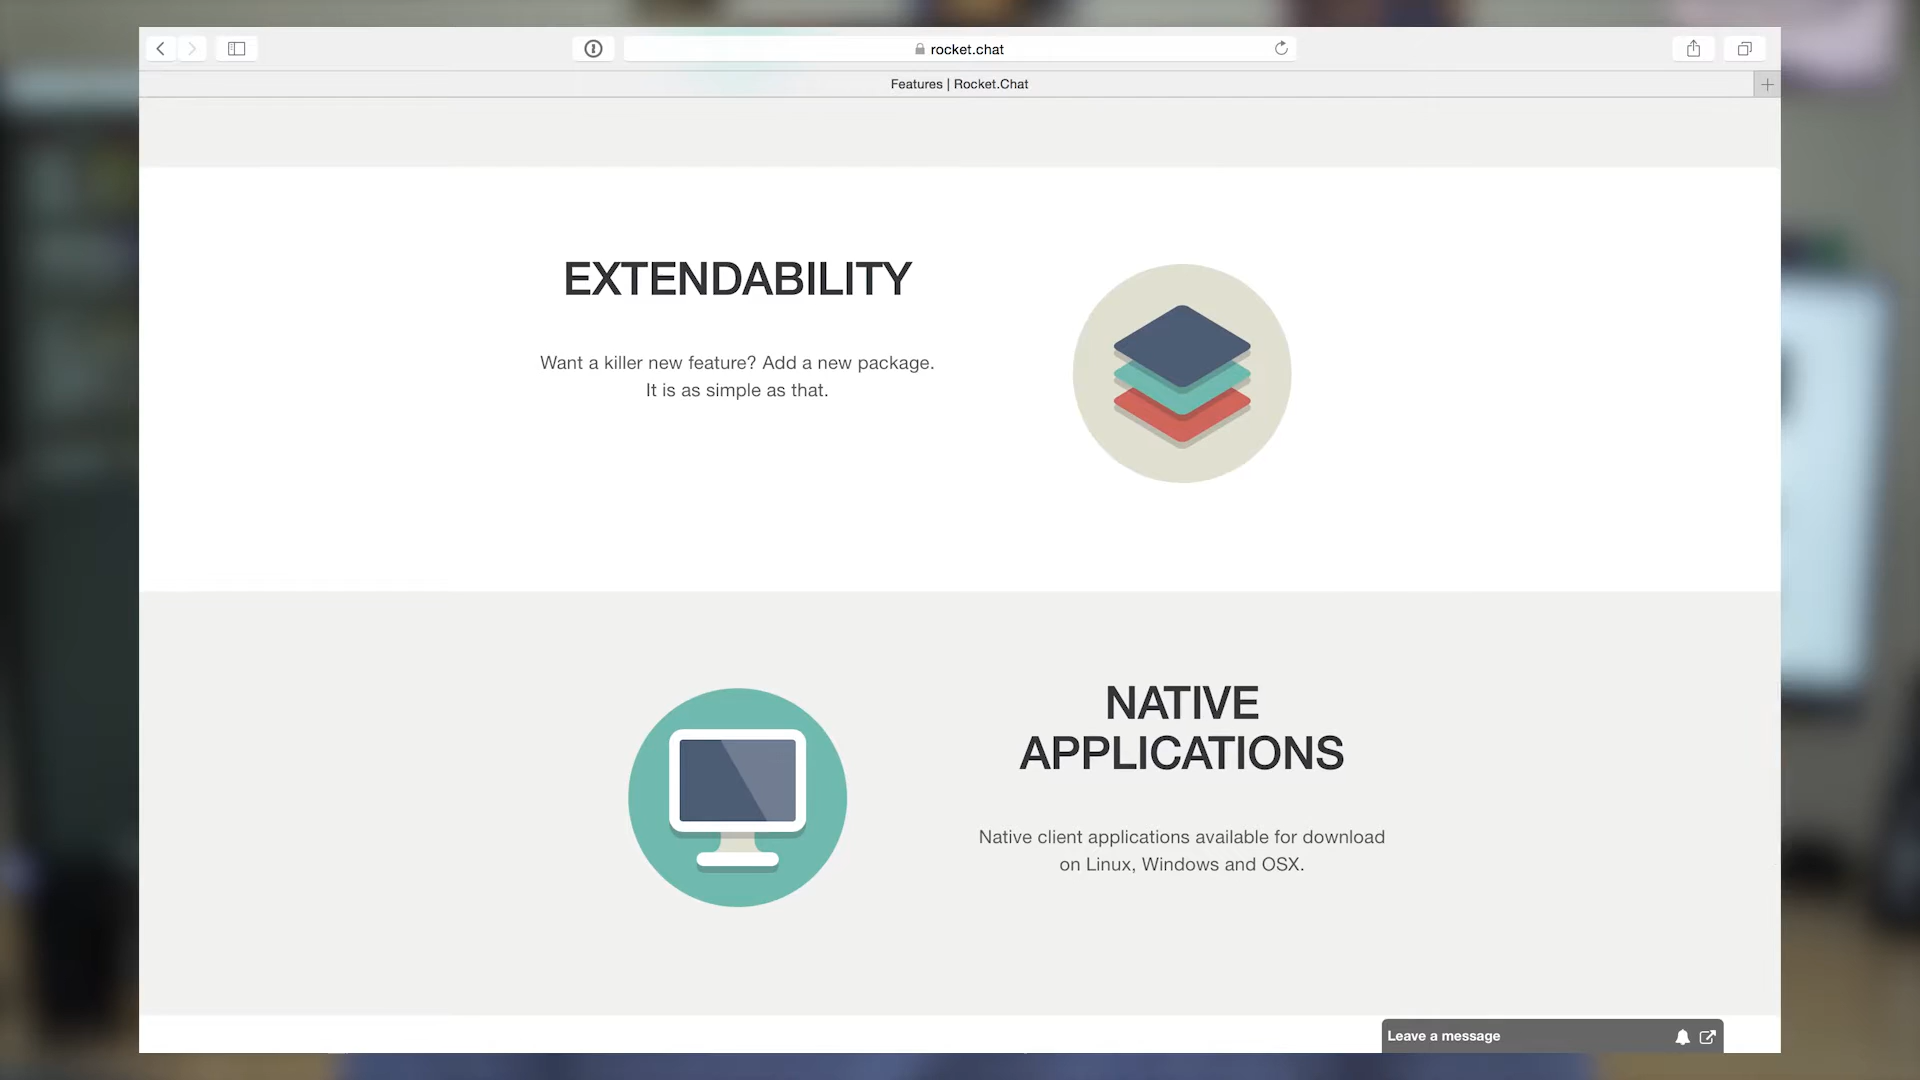 rocket.chat
Features | Rocket.Chat
EXTENDABILITY
Want a killer new feature? Add a new package.
It is as simple as that.
NATIVE
APPLICATIONS
Native client applications available for download
on Linux, Windows and OSX.
Leave a message